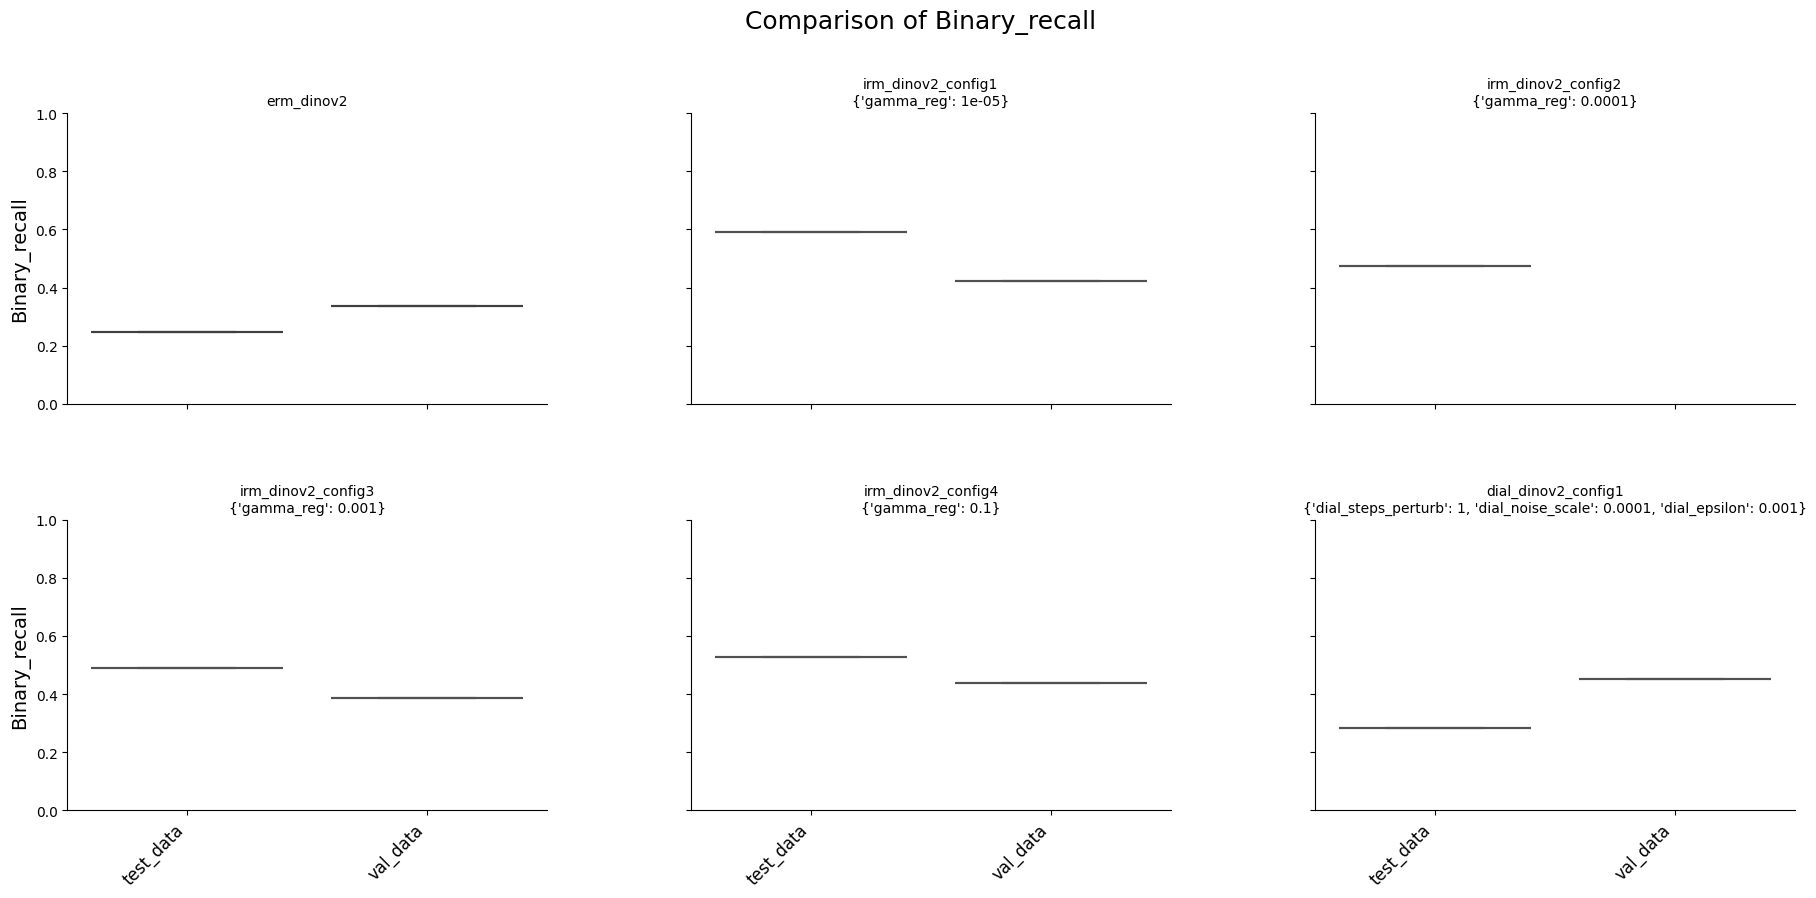 Comparison of Binary_recall
erm_dinov2
irm_dinov2_config1
{'gamma_reg': 1e-05}
irm_dinov2_config2
{'gamma_reg': 0.0001}
Binary_recall
1.0
0.8
0.6
0.4
0.2
0.0
irm_dinov2_config3
{'gamma_reg': 0.001}
irm_dinov2_config4
{'gamma_reg': 0.1}
dial_dinov2_config1
{'dial_steps_perturb': 1, 'dial_noise_scale': 0.0001, 'dial_epsilon': 0.001}
Binary_recall
1.0
0.8
0.6
0.4
0.2
0.0
test_data
val_data
test_data
val_data
test_data
val_data